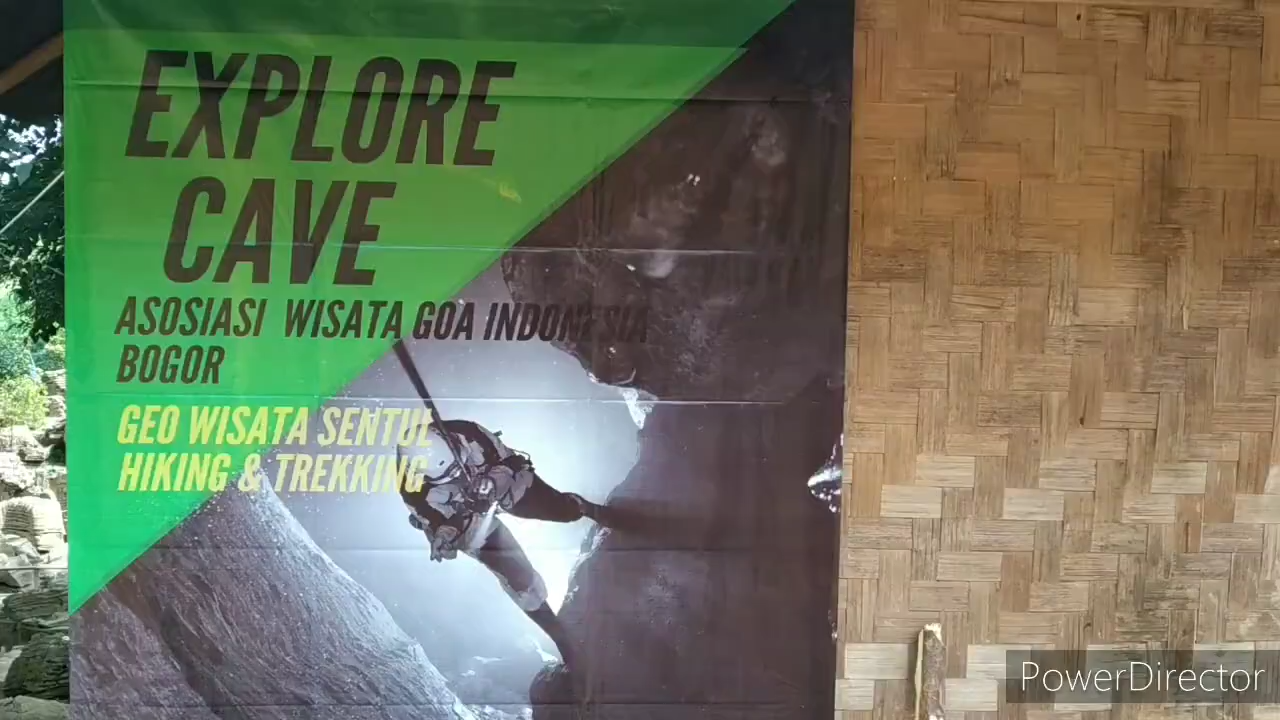 EXPLORE
CAVE
ASOSIASI WISATA GOA INDONESIA
BOGOR
GEO WISATA SENTUL
HIKING & TREKKING
PowerDirector